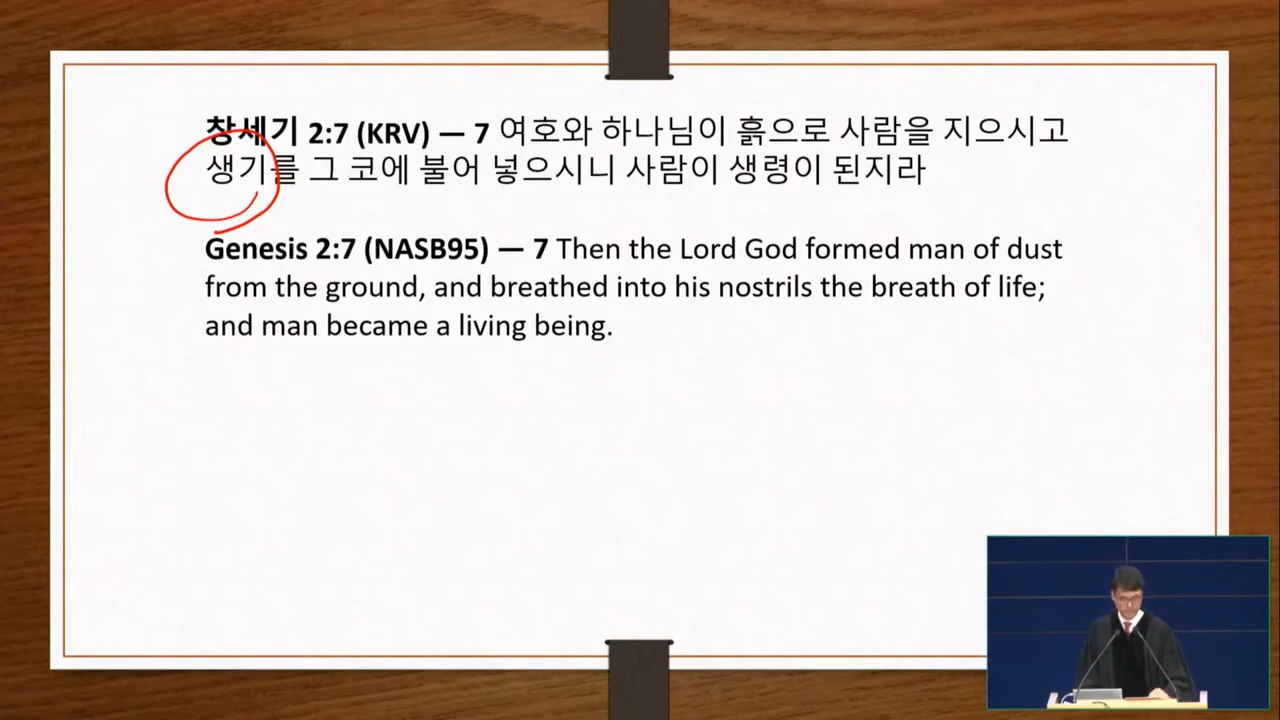 창세기 2:7 (KRV) — 7 여호와 하나님이 흙으로 사람을 지으시고
생기를 그 코에 불어 넣으시니 사람이 생령이 된지라
Genesis 2:7 (NASB95) — 7 Then the Lord God formed man of dust
from the ground, and breathed into his nostrils the breath of life;
and man became a living being.